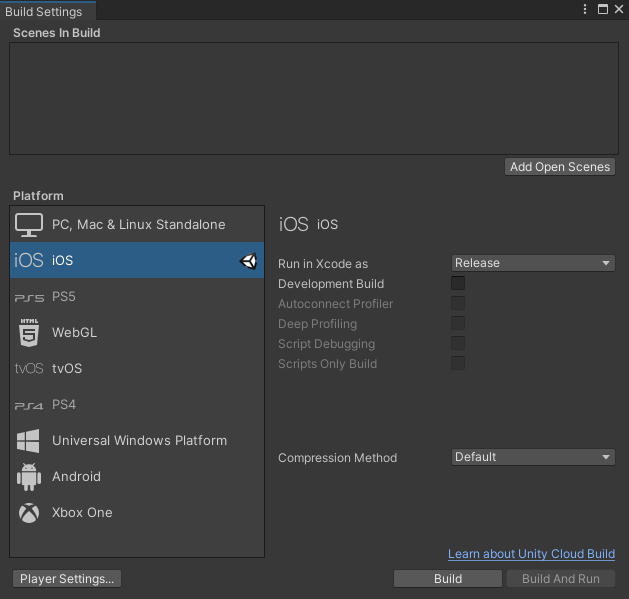 Build Settings
Scenes In Build
Add Open Scenes
Platform
PC, Mac & Linux Standalone
iOS iOS
PS5 PS5
HTML 5 WebGL
tvOS tvOS
PS4 PS4
Universal Windows Platform
Android
Xbox One
iOS iOS
Run in Xcode as Release
Development Build
Autoconnect Profiler
Deep Profiling
Script Debugging
Scripts Only Build
Compression Method Default
Learn about Unity Cloud Build
Player Settings... Build Build And Run